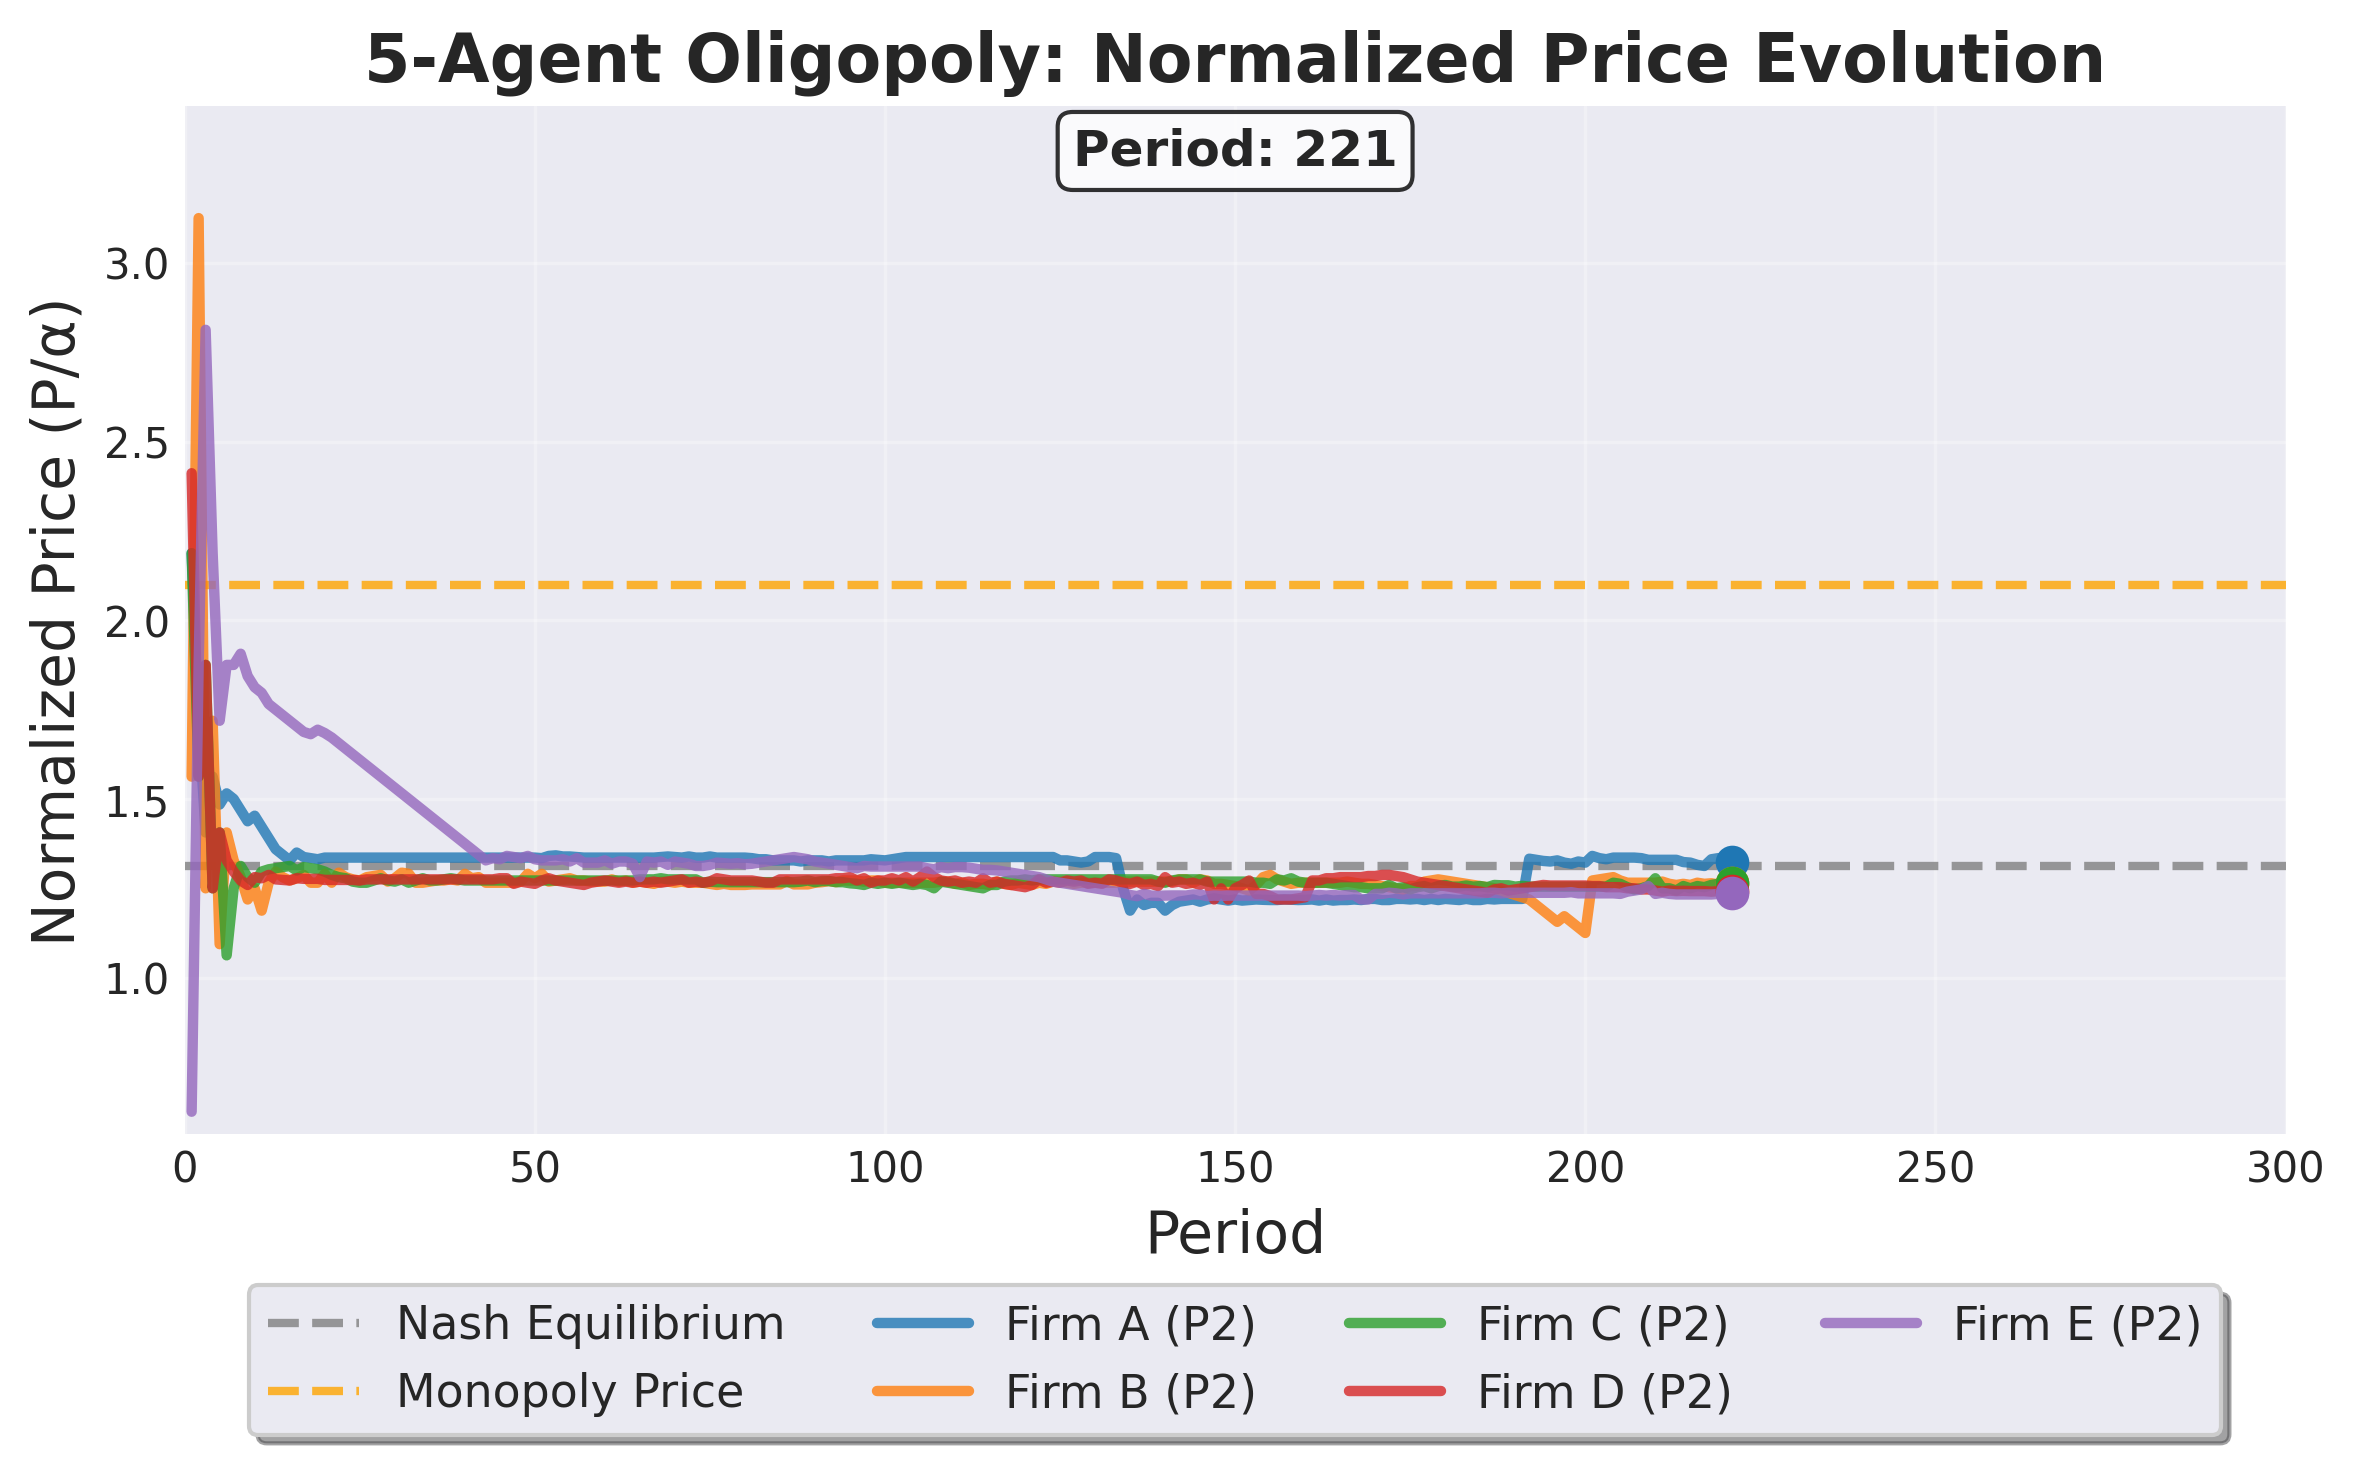 5-Agent Oligopoly: Normalized Price Evolution
Period: 221
Normalized Price (P/α)
3.0
2.5
2.0
1.5
1.0
0 50 100 150 200 250 300
Period
Nash Equilibrium Firm A (P2) Firm C (P2) Firm E (P2)
Monopoly Price Firm B (P2) Firm D (P2)